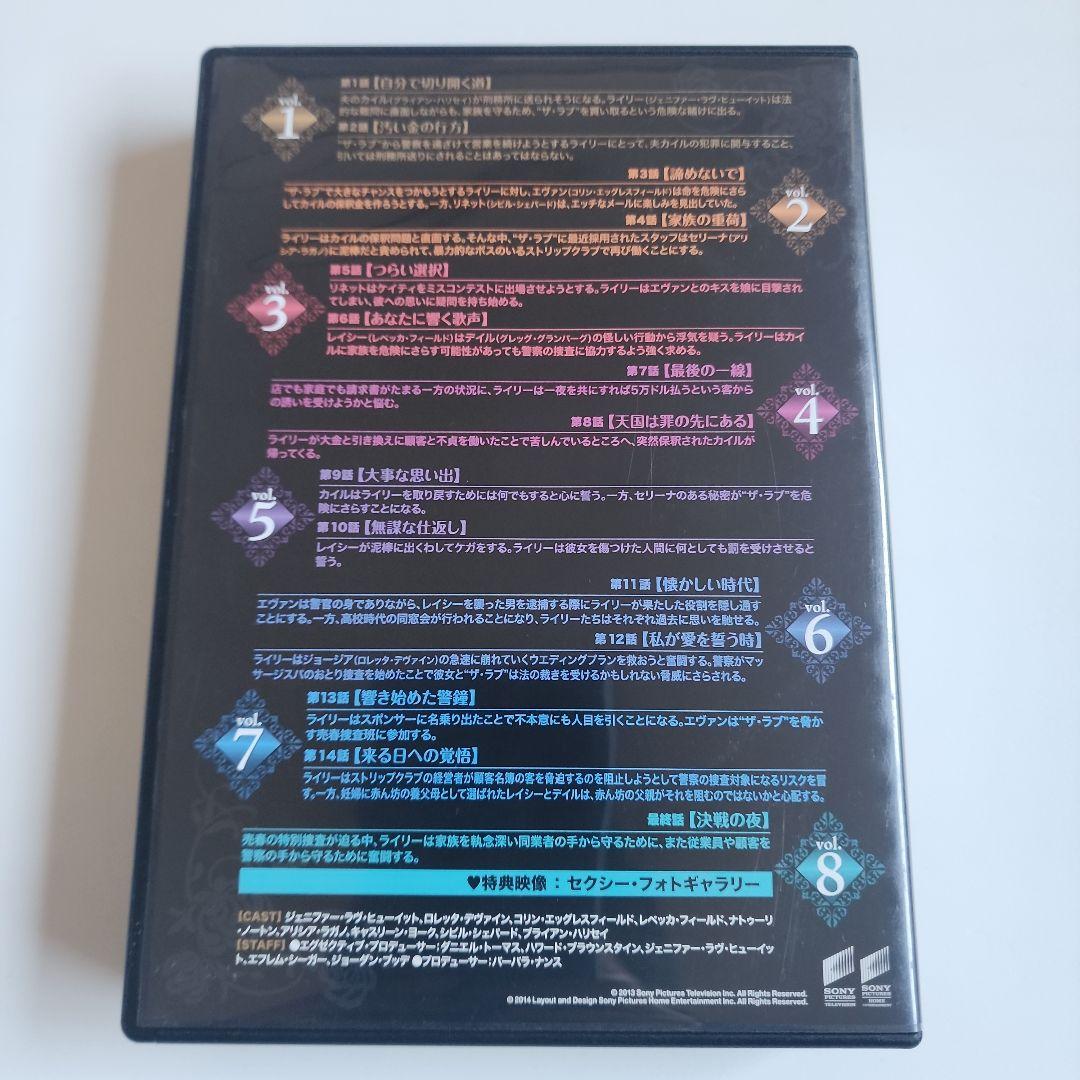 vol. 1
第1話【自分で切り開く道】
夫のカイル(ブライアン・ハリセイ)が刑務所に送られそうになる。ライリー(ジェニファー・ラヴ・ヒューイット)は法
的な疑問に直面しながらも、家族を守るため、“ザ・ラブ”を買い取るという危険な賭けに出る。
第2話【汚い金の行方】
“ザ・ラブ”から警察を遠ざけて営業を続けようとするライリーにとって、夫カイルの犯罪に関与すること、
引いては刑務所送りにされることはあってはならない。
vol. 2
第3話【諦めないで】
“ザ・ラブ”で大きなチャンスをつかもうとするライリーに対し、エヴァン(コリン・エッグレスフィールド)は命を危険にさら
してカイルの保釈金を作ろうとする。一方、リネット(シビル・シェパード)は、エッチなメールに楽しみを見出していた。
第4話【家族の重荷】
ライリーはカイルの保釈問題と直面する。そんな中、“ザ・ラブ”に最近採用されたスタッフはセリーナ(アリ
シア・ラガノ)に泥棒だと責められて、暴力的なボスのいるストリップクラブで再び働くことにする。
vol. 3
第5話【つらい選択】
リネットはケイティをミスコンテストに出場させようとする。ライリーはエヴァンとのキスを娘に目撃され
てしまい、彼への思いに疑問を持ち始める。
第6話【あなたに響く歌声】
レイシー(レベッカ・フィールド)はデイル(グレッグ・グランバーグ)の怪しい行動から浮気を疑う。ライリーはカイ
ルに家族を危険にさらす可能性があっても警察の捜査に協力するよう強く求める。
vol. 4
第7話【最後の一線】
店でも家庭でも請求書がたまる一方の状況に、ライリーは一夜を共にすれば5万ドル払うという客から
の誘いを受けようかと悩む。
第8話【天国は罪の先にある】
ライリーが大金と引き換えに顧客と不貞を働いたことで苦しんでいるところへ、突然保釈されたカイルが
帰ってくる。
vol. 5
第9話【大事な思い出】
カイルはライリーを取り戻すためには何でもすると心に誓う。一方、セリーナのある秘密が“ザ・ラブ”を危
険にさらすことになる。
第10話【無謀な仕返し】
レイシーが泥棒に出くわしてケガをする。ライリーは彼女を傷つけた人間に何としても罰を受けさせると
誓う。
vol. 6
第11話【懐かしい時代】
エヴァンは警官の身でありながら、レイシーを襲った男を逮捕する際にライリーが果たした役割を隠し通す
ことにする。一方、高校時代の同窓会が行われることになり、ライリーたちはそれぞれ過去に思いを馳せる。
第12話【私が愛を誓う時】
ライリーはジョージア(ロレッタ・デヴァイン)の急速に崩れていくウエディングプランを救おうと奮闘する。警察がマッ
サージスパのおとり捜査を始めたことで彼女と“ザ・ラブ”は法の裁きを受けるかもしれない脅威にさらされる。
vol. 7
第13話【響き始めた警鐘】
ライリーはスポンサーに名乗り出たことで不本意にも人目を引くことになる。エヴァンは“ザ・ラブ”を脅か
す売春捜査班に参加する。
第14話【来る日への覚悟】
ライリーはストリップクラブの経営者が顧客名簿の客を脅迫するのを阻止しようとして警察の捜査対象になるリスクを冒
す。一方、妊婦に赤ん坊の養父母として選ばれたレイシーとデイルは、赤ん坊の父親がそれを阻むのではないかと心配する。
vol. 8
最終話【決戦の夜】
売春の特別捜査が迫る中、ライリーは家族を執念深い同業者の手から守るために、また従業員や顧客を
警察の手から守るために奮闘する。
♥特典映像：セクシー・フォトギャラリー
[CAST] ジェニファー・ラヴ・ヒューイット、ロレッタ・デヴァイン、コリン・エッグレスフィールド、レベッカ・フィールド、ナトゥーリ
・ノートン、アリシア・ラガノ、キャスリーン・ヨーク、シビル・シェパード、ブライアン・ハリセイ
[STAFF] ●エグゼクティブ・プロデューサー：ダニエル・トーマス、ハワード・ブラウンスタイン、ジェニファー・ラヴ・ヒューイッ
ト、エフレム・シーガー、ジョーダン・ブッデ ●プロデューサー：バーバラ・ナンス
© 2013 Sony Pictures Television Inc. All Rights Reserved.
© 2014 Layout and Design Sony Pictures Home Entertainment Inc. All Rights Reserved.
SONY PICTURES TELEVISION
SONY PICTURES HOME ENTERTAINMENT